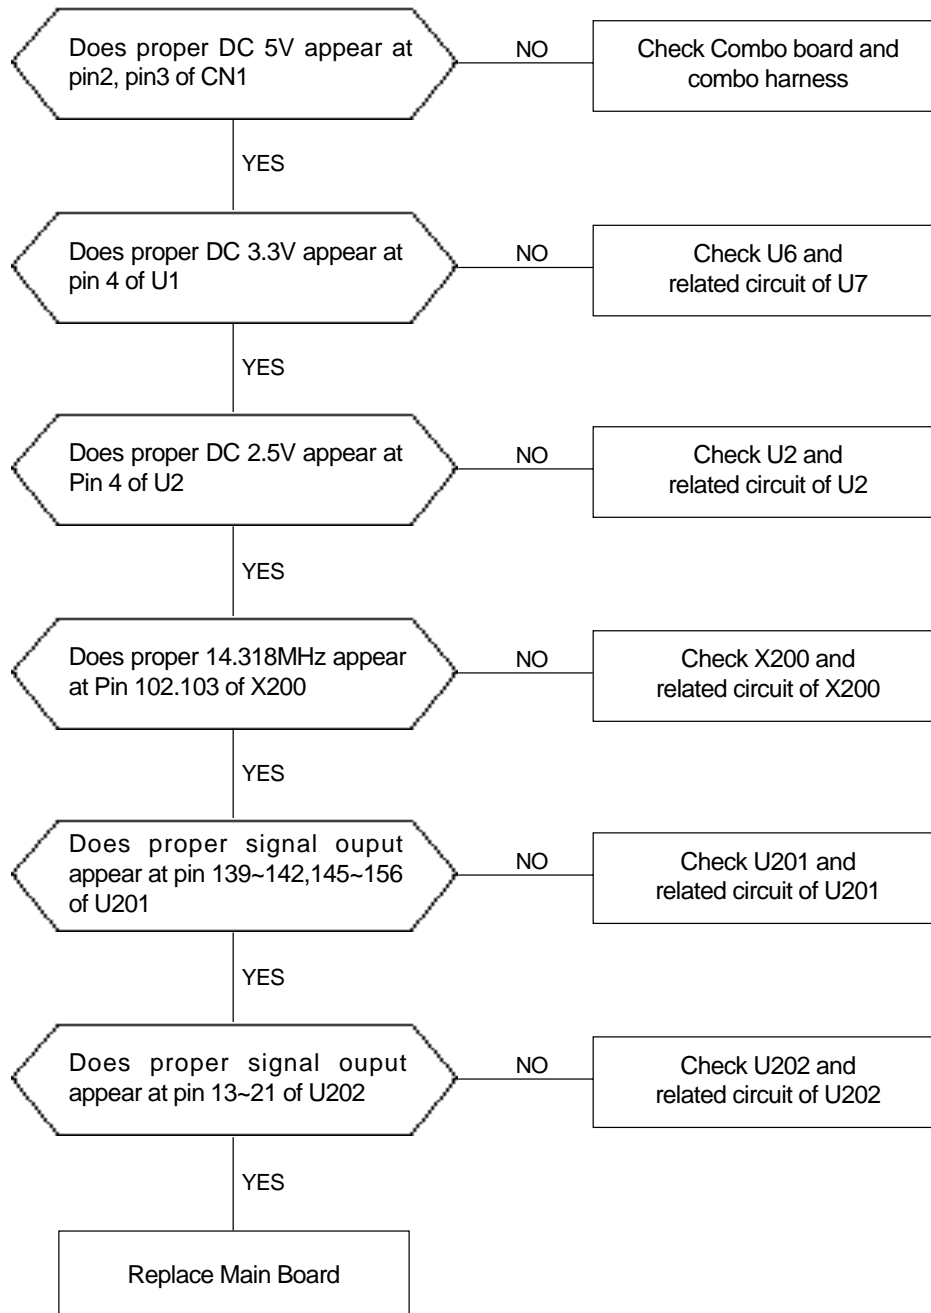 Does proper DC 5V appear at
pin2, pin3 of CN1
NO
Check Combo board and
combo harness
YES
Does proper DC 3.3V appear at
pin 4 of U1
NO
Check U6 and
related circuit of U7
YES
Does proper DC 2.5V appear at
Pin 4 of U2
NO
Check U2 and
related circuit of U2
YES
Does proper 14.318MHz appear
at Pin 102.103 of X200
NO
Check X200 and
related circuit of X200
YES
Does proper signal ouput
appear at pin 139~142,145~156
of U201
NO
Check U201 and
related circuit of U201
YES
Does proper signal ouput
appear at pin 13~21 of U202
NO
Check U202 and
related circuit of U202
YES
Replace Main Board